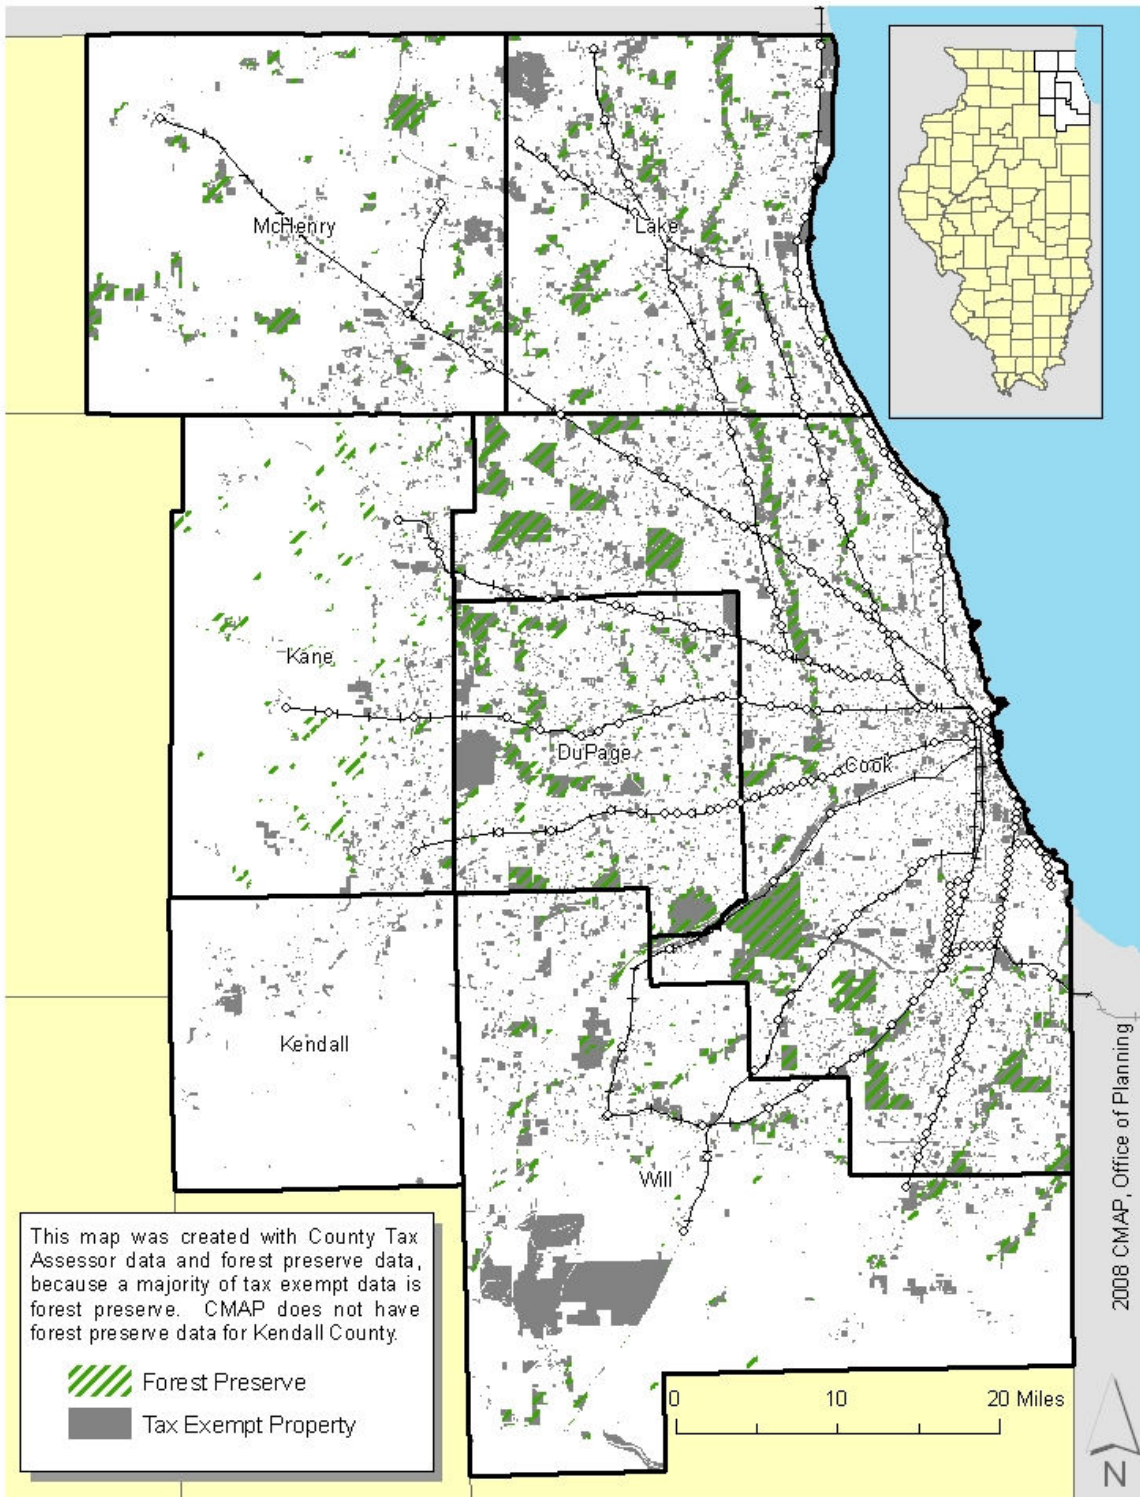 McHenry
Lake
Kane
DuPage
Cook
Kendall
Will
This map was created with County Tax
Assessor data and forest preserve data,
because a majority of tax exempt data is
forest preserve. CMAP does not have
forest preserve data for Kendall County.
Forest Preserve
Tax Exempt Property
0 10 20 Miles
2008 CMAP, Office of Planning
N